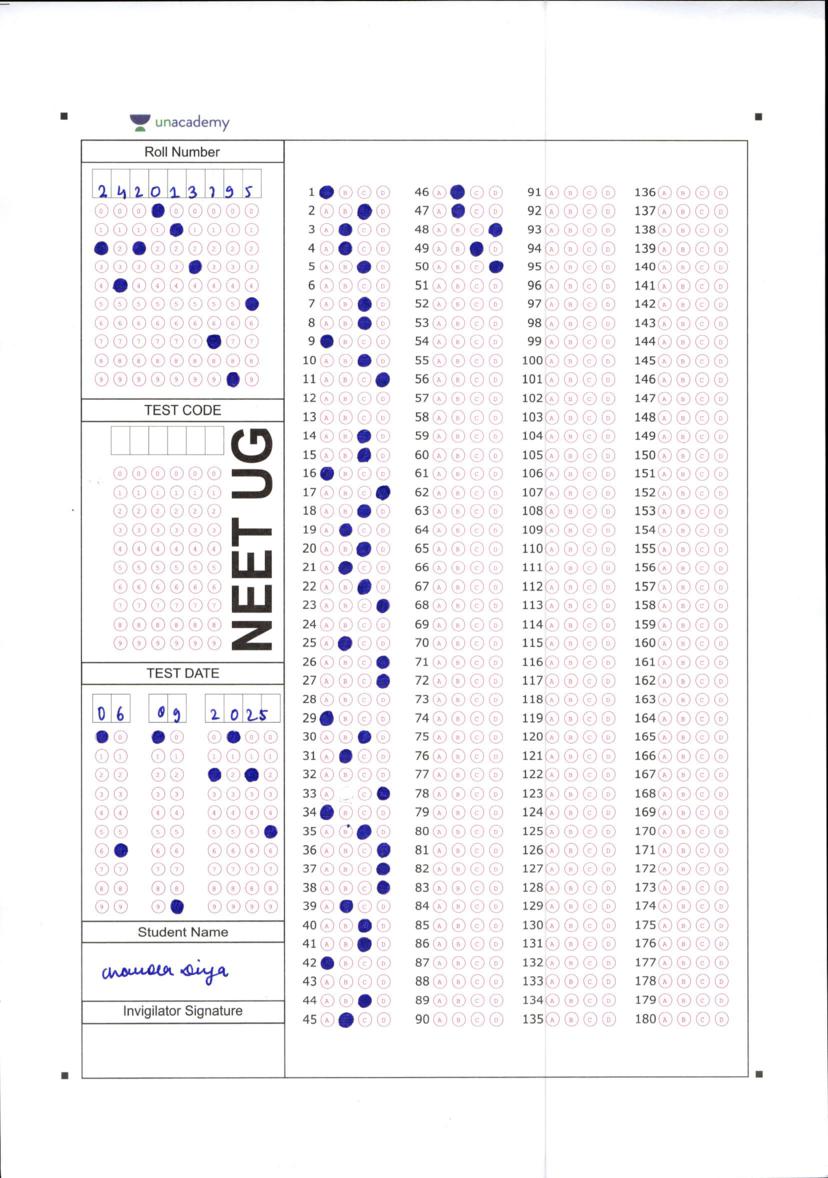 unacademy
Roll Number
2 4 2 0 1 3 7 9 5
TEST CODE
NEET UG
TEST DATE
0 6 0 9 2 0 2 5
Student Name
Invigilator Signature
1 A B C D 46 A B C D 91 A B C D 136 A B C D
2 A B C D 47 A B C D 92 A B C D 137 A B C D
3 A B C D 48 A B C D 93 A B C D 138 A B C D
4 A B C D 49 A B C D 94 A B C D 139 A B C D
5 A B C D 50 A B C D 95 A B C D 140 A B C D
6 A B C D 51 A B C D 96 A B C D 141 A B C D
7 A B C D 52 A B C D 97 A B C D 142 A B C D
8 A B C D 53 A B C D 98 A B C D 143 A B C D
9 A B C D 54 A B C D 99 A B C D 144 A B C D
10 A B C D 55 A B C D 100 A B C D 145 A B C D
11 A B C D 56 A B C D 101 A B C D 146 A B C D
12 A B C D 57 A B C D 102 A B C D 147 A B C D
13 A B C D 58 A B C D 103 A B C D 148 A B C D
14 A B C D 59 A B C D 104 A B C D 149 A B C D
15 A B C D 60 A B C D 105 A B C D 150 A B C D
16 A B C D 61 A B C D 106 A B C D 151 A B C D
17 A B C D 62 A B C D 107 A B C D 152 A B C D
18 A B C D 63 A B C D 108 A B C D 153 A B C D
19 A B C D 64 A B C D 109 A B C D 154 A B C D
20 A B C D 65 A B C D 110 A B C D 155 A B C D
21 A B C D 66 A B C D 111 A B C D 156 A B C D
22 A B C D 67 A B C D 112 A B C D 157 A B C D
23 A B C D 68 A B C D 113 A B C D 158 A B C D
24 A B C D 69 A B C D 114 A B C D 159 A B C D
25 A B C D 70 A B C D 115 A B C D 160 A B C D
26 A B C D 71 A B C D 116 A B C D 161 A B C D
27 A B C D 72 A B C D 117 A B C D 162 A B C D
28 A B C D 73 A B C D 118 A B C D 163 A B C D
29 A B C D 74 A B C D 119 A B C D 164 A B C D
30 A B C D 75 A B C D 120 A B C D 165 A B C D
31 A B C D 76 A B C D 121 A B C D 166 A B C D
32 A B C D 77 A B C D 122 A B C D 167 A B C D
33 A B C D 78 A B C D 123 A B C D 168 A B C D
34 A B C D 79 A B C D 124 A B C D 169 A B C D
35 A B C D 80 A B C D 125 A B C D 170 A B C D
36 A B C D 81 A B C D 126 A B C D 171 A B C D
37 A B C D 82 A B C D 127 A B C D 172 A B C D
38 A B C D 83 A B C D 128 A B C D 173 A B C D
39 A B C D 84 A B C D 129 A B C D 174 A B C D
40 A B C D 85 A B C D 130 A B C D 175 A B C D
41 A B C D 86 A B C D 131 A B C D 176 A B C D
42 A B C D 87 A B C D 132 A B C D 177 A B C D
43 A B C D 88 A B C D 133 A B C D 178 A B C D
44 A B C D 89 A B C D 134 A B C D 179 A B C D
45 A B C D 90 A B C D 135 A B C D 180 A B C D